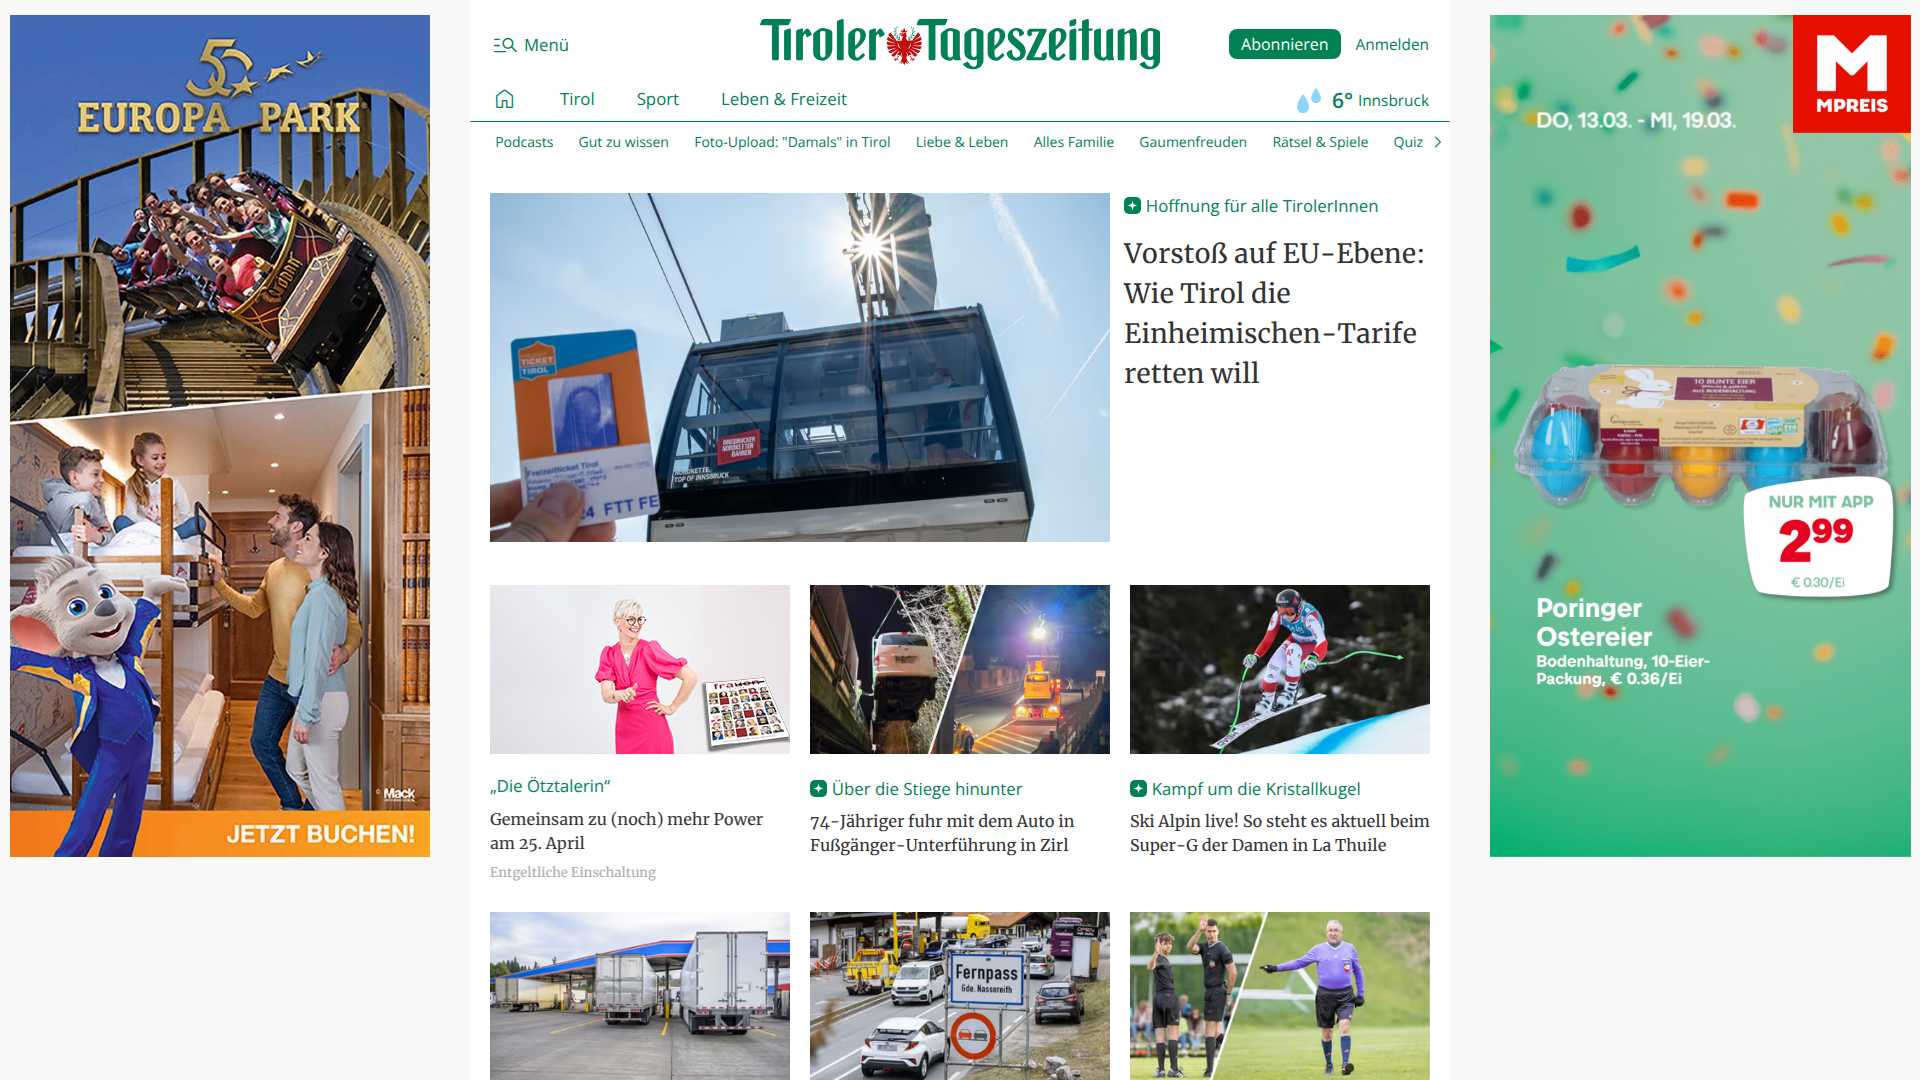 50
EUROPA PARK
RODAN
© Mack
JETZT BUCHEN!
Menü
Tiroler Tageszeitung
Abonnieren
Anmelden
Tirol
Sport
Leben & Freizeit
6° Innsbruck
Podcasts
Gut zu wissen
Foto-Upload: "Damals" in Tirol
Liebe & Leben
Alles Familie
Gaumenfreuden
Rätsel & Spiele
Quiz
TICKET
TIROL
Freizeitticket Tirol
24 FTT FE
INNSBRUCKER
NORDKETTEN
BAHNEN
NORDKETTE.
TOP OF INNSBRUCK
Hoffnung für alle TirolerInnen
Vorstoß auf EU-Ebene:
Wie Tirol die
Einheimischen-Tarife
retten will
frauen
„Die Ötztalerin“
Gemeinsam zu (noch) mehr Power
am 25. April
Entgeltliche Einschaltung
Über die Stiege hinunter
74-Jähriger fuhr mit dem Auto in
Fußgänger-Unterführung in Zirl
Kampf um die Kristallkugel
Ski Alpin live! So steht es aktuell beim
Super-G der Damen in La Thuile
Fernpass
Gde. Nassereith
M
MPREIS
DO, 13.03. - MI, 19.03.
10 BUNTE EIER
AUS BODENHALTUNG
NUR MIT APP
299
€ 0.30/Ei
Poringer
Ostereier
Bodenhaltung, 10-Eier-
Packung, € 0.36/Ei